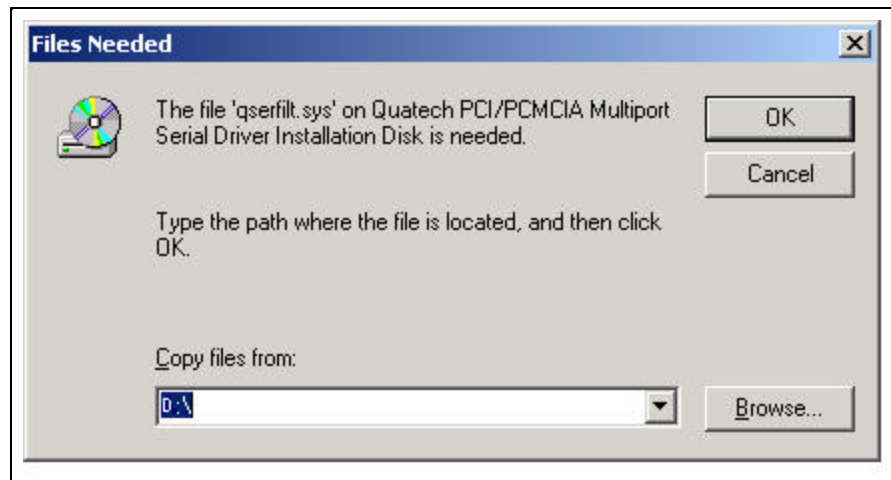 Files Needed
The file 'qserfilt.sys' on Quatech PCI/PCMCIA Multiport
Serial Driver Installation Disk is needed.
OK
Cancel
Type the path where the file is located, and then click
OK.
Copy files from:
D:\
Browse...